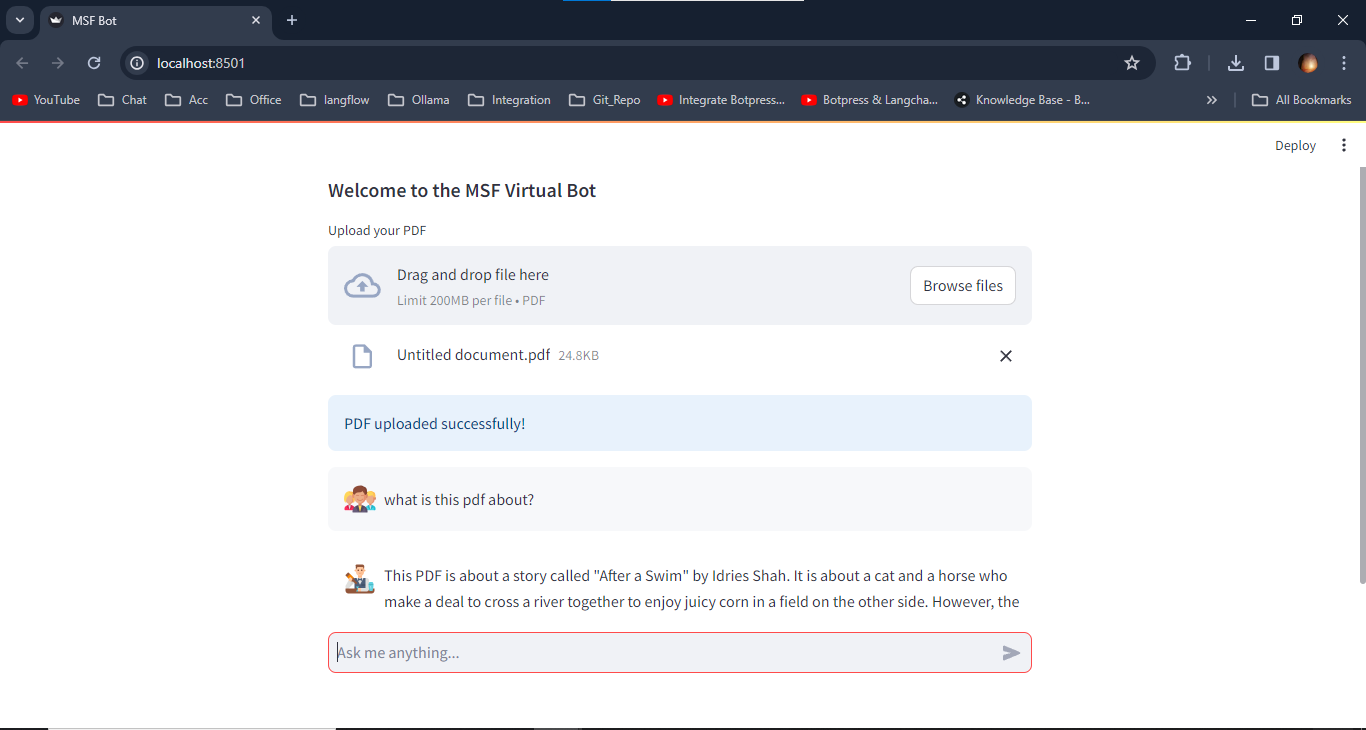 MSF Bot
localhost:8501
YouTube Chat Acc Office langflow Ollama Integration Git_Repo Integrate Botpress... Botpress & Langcha... Knowledge Base - B... All Bookmarks
Deploy
Welcome to the MSF Virtual Bot
Upload your PDF
Drag and drop file here
Limit 200MB per file • PDF
Browse files
Untitled document.pdf 24.8KB
PDF uploaded successfully!
what is this pdf about?
This PDF is about a story called "After a Swim" by Idries Shah. It is about a cat and a horse who
make a deal to cross a river together to enjoy juicy corn in a field on the other side. However, the
Ask me anything...